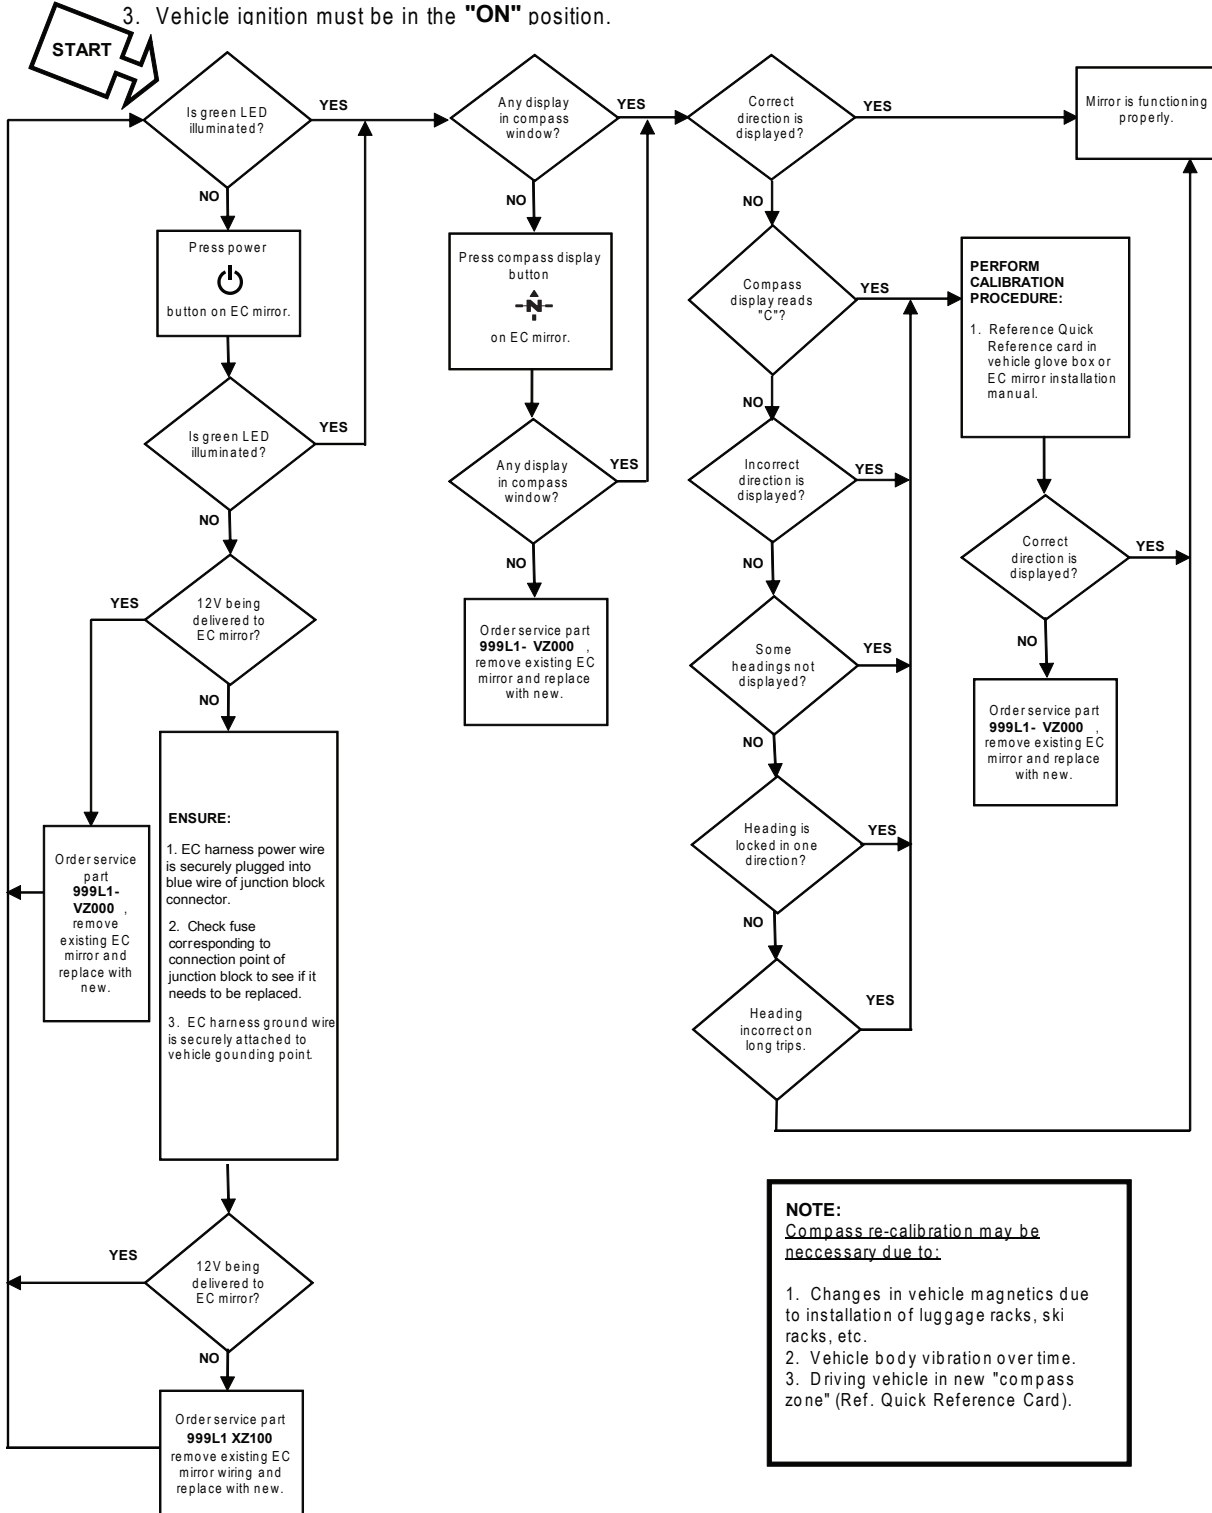 3. Vehicle ignition must be in the "ON" position.
START
Is green LED
illuminated?
YES
NO
Press power
button on EC mirror.
Is green LED
illuminated?
YES
NO
12V being
delivered to
EC mirror?
YES
NO
Order service
part
999L1-
VZ000 ,
remove
existing EC
mirror and
replace with
new.
ENSURE:
1. EC harness power wire
is securely plugged into
blue wire of junction block
connector.
2. Check fuse
corresponding to
connection point of
junction block to see if it
needs to be replaced.
3. EC harness ground wire
is securely attached to
vehicle gounding point.
12V being
delivered to
EC mirror?
YES
NO
Order service part
999L1 XZ100
remove existing EC
mirror wiring and
replace with new.
Any display
in compass
window?
YES
NO
Press compass display
button
N
on EC mirror.
Any display
in compass
window?
YES
NO
Order service part
999L1- VZ000 ,
remove existing EC
mirror and replace
with new.
Correct
direction is
displayed?
YES
NO
Compass
display reads
"C"?
YES
NO
Incorrect
direction is
displayed?
YES
NO
Some
headings not
displayed?
YES
NO
Heading is
locked in one
direction?
YES
NO
Heading
incorrect on
long trips.
YES
Mirror is functioning
properly.
PERFORM
CALIBRATION
PROCEDURE:
1. Reference Quick
Reference card in
vehicle glove box or
EC mirror installation
manual.
Correct
direction is
displayed?
YES
NO
Order service part
999L1- VZ000 ,
remove existing EC
mirror and replace
with new.
NOTE:
Compass re-calibration may be
neccessary due to:
1. Changes in vehicle magnetics due
to installation of luggage racks, ski
racks, etc.
2. Vehicle body vibration over time.
3. Driving vehicle in new "compass
zone" (Ref. Quick Reference Card).